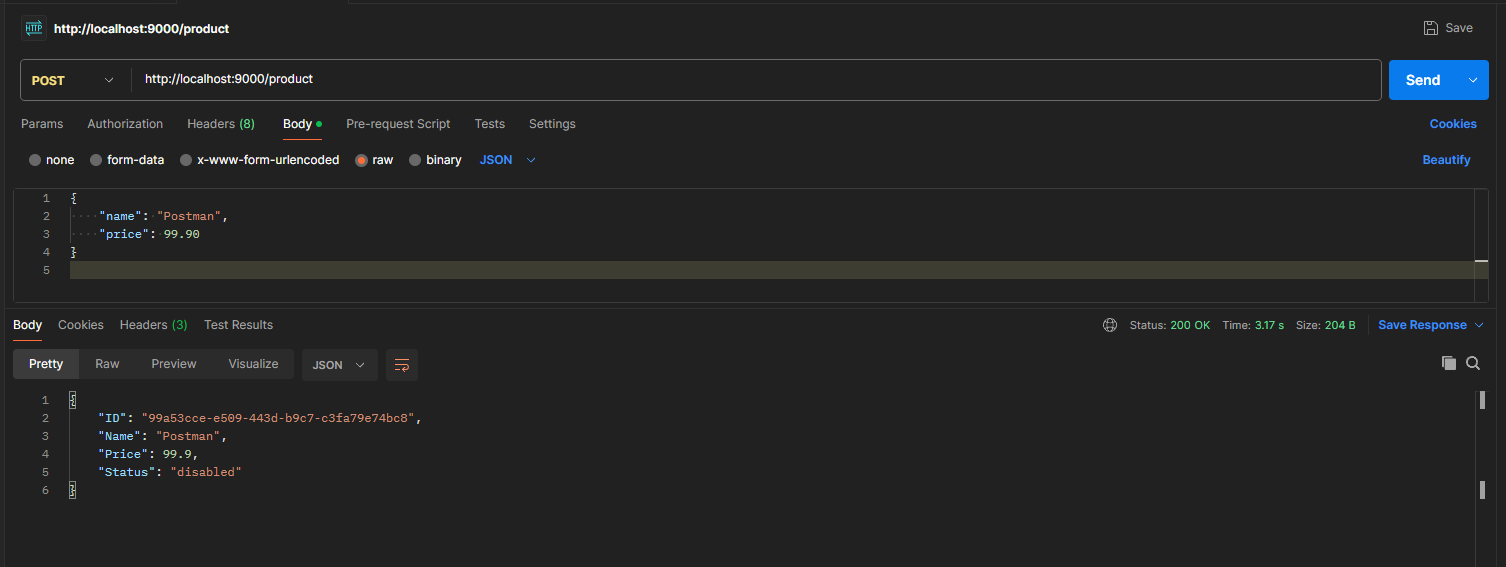 HTTP http://localhost:9000/product Save
POST http://localhost:9000/product Send
Params Authorization Headers (8) Body Pre-request Script Tests Settings Cookies
none form-data x-www-form-urlencoded raw binary JSON Beautify
1 {
2 "name": "Postman",
3 "price": 99.90
4 }
5
Body Cookies Headers (3) Test Results Status: 200 OK Time: 3.17 s Size: 204 B Save Response
Pretty Raw Preview Visualize JSON
1 {
2 "ID": "99a53cce-e509-443d-b9c7-c3fa79e74bc8",
3 "Name": "Postman",
4 "Price": 99.9,
5 "Status": "disabled"
6 }